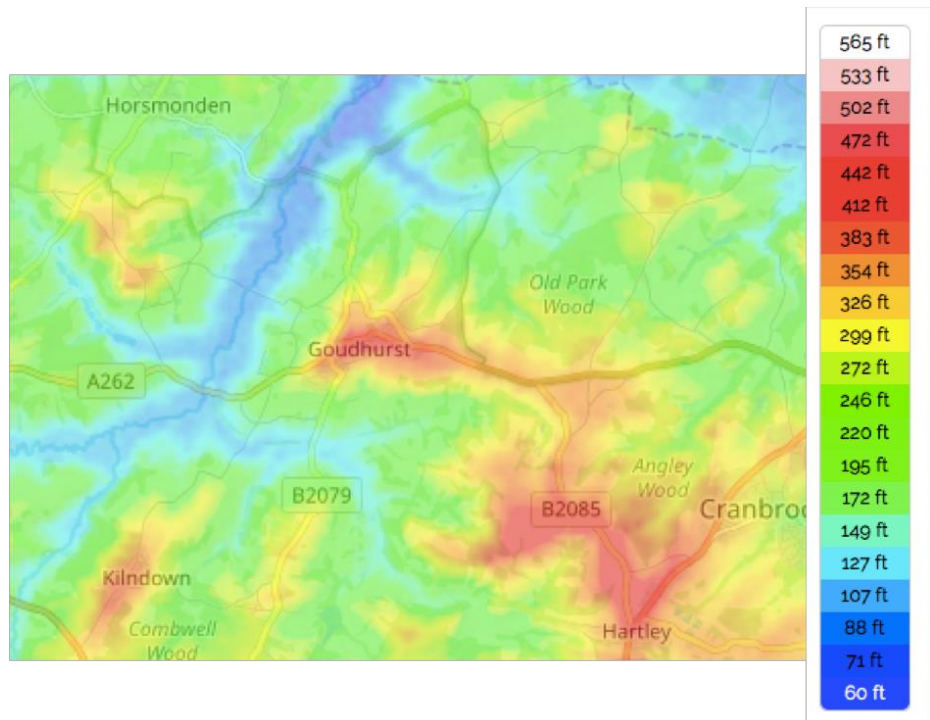 Horsmonden
Old Park
Wood
Goudhurst
A262
Angley
Wood
B2079
B2085
Cranbroo
Kilndown
Combwell
Wood
Hartley
565 ft
533 ft
502 ft
472 ft
442 ft
412 ft
383 ft
354 ft
326 ft
299 ft
272 ft
246 ft
220 ft
195 ft
172 ft
149 ft
127 ft
107 ft
88 ft
71 ft
60 ft